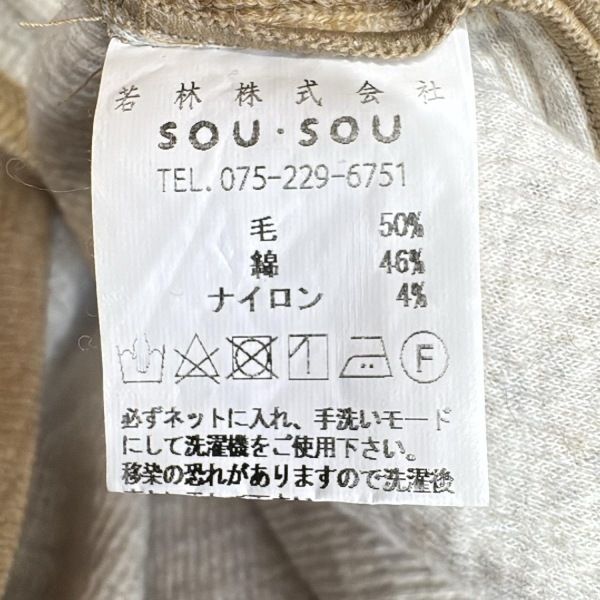 若林株式会社
SOU・SOU
TEL. 075-229-6751
毛 50%
綿 46%
ナイロン 4%
F
必ずネットに入れ、手洗いモード
にして洗濯機をご使用下さい。
移染の恐れがありますので洗濯後